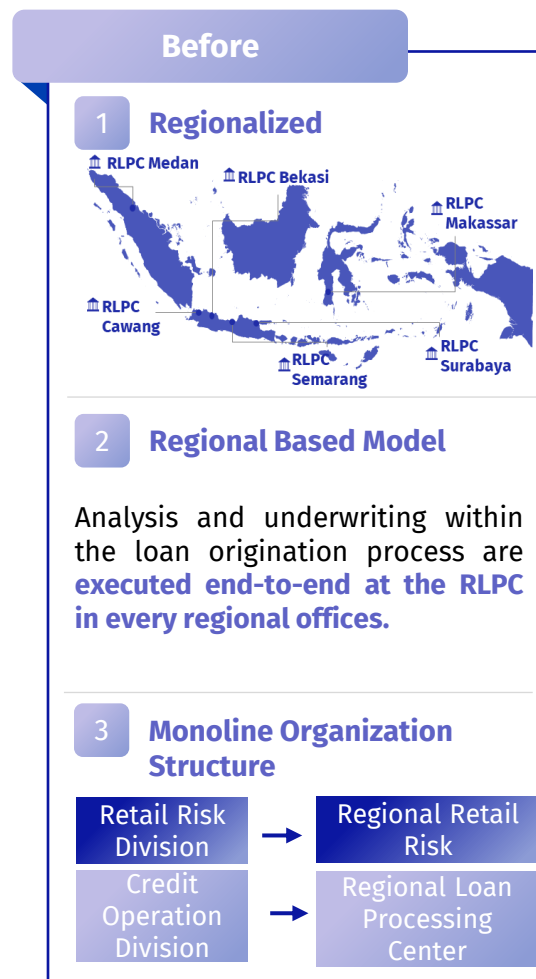 Before
1
Regionalized
RLPC Medan
RLPC Bekasi
RLPC
Makassar
RLPC
Cawang
RLPC
Semarang
RLPC
Surabaya
2
Regional Based Model
Analysis and underwriting within
the loan origination process are
executed end-to-end at the RLPC
in every regional offices.
3
Monoline Organization
Structure
Retail Risk
Division
Regional Retail
Risk
Credit
Operation
Division
Regional Loan
Processing
Center